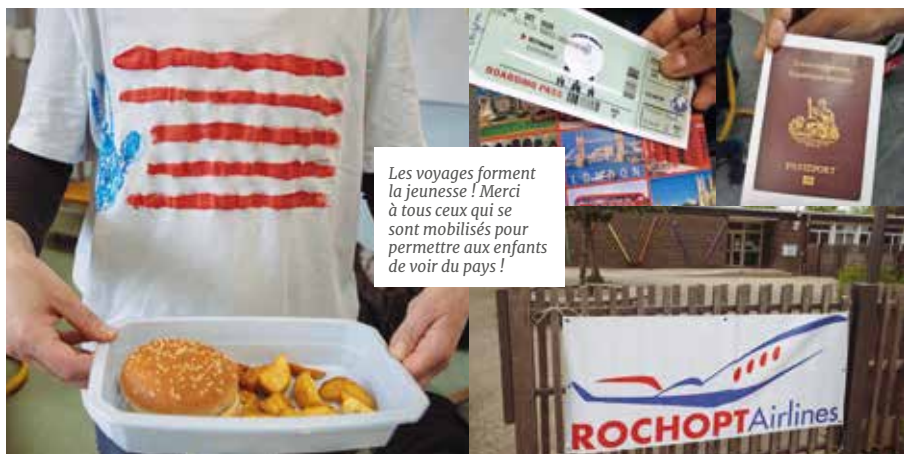 BOARDING PASS
LONDON
PASSEPORT
Les voyages forment
la jeunesse ! Merci
à tous ceux qui se
sont mobilisés pour
permettre aux enfants
de voir du pays !
ROCHOPTAirlines